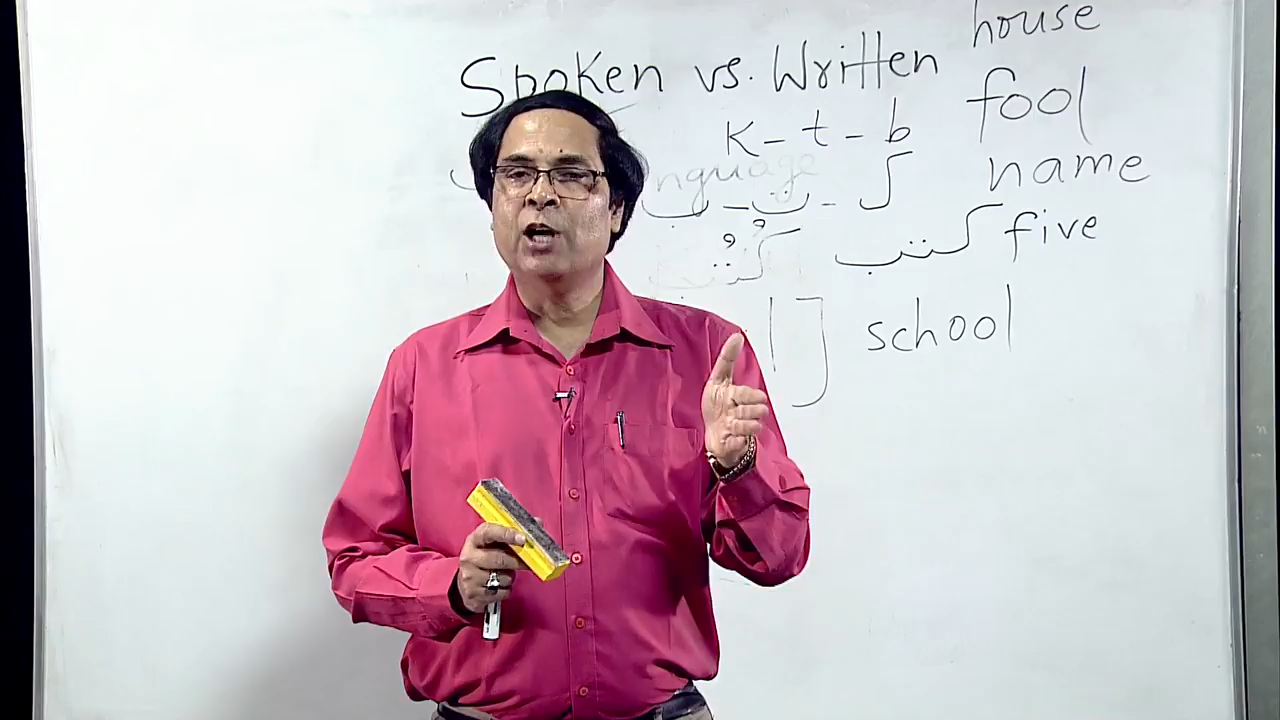 house
Spoken vs. Written
fool
K - t - b
name
ک - ت - ب
five
کتب
school